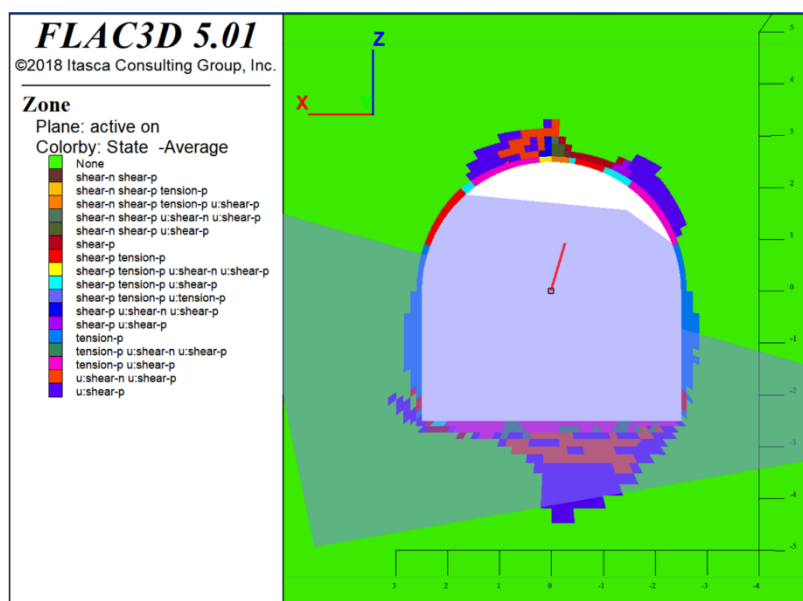 FLAC3D 5.01
©2018 Itasca Consulting Group, Inc.
Zone
Plane: active on
Colorby: State -Average
None
shear-n shear-p
shear-n shear-p tension-p
shear-n shear-p tension-p u:shear-p
shear-n shear-p u:shear-n u:shear-p
shear-n shear-p u:shear-p
shear-p
shear-p tension-p
shear-p tension-p u:shear-n u:shear-p
shear-p tension-p u:shear-p
shear-p tension-p u:tension-p
shear-p u:shear-n u:shear-p
shear-p u:shear-p
tension-p
tension-p u:shear-n u:shear-p
tension-p u:shear-p
u:shear-n u:shear-p
u:shear-p
Z
X
Y
5
4
3
2
1
0
-1
-2
-3
-4
-5
3 2 1 0 -1 -2 -3 -4